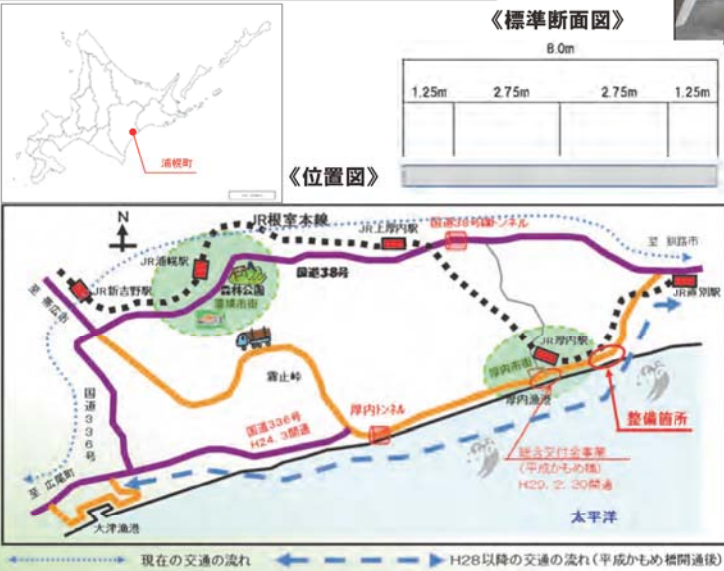 《標準断面図》
8.0m
1.25m
2.75m
2.75m
1.25m
浦幌町
《位置図》
N
JR根室本線
JR上厚内駅
至 釧路市
JR浦幌駅
JR新吉野駅
森林公園
国道38号
JR直別駅
至 帯広市
JR厚内駅
厚内市街
霧止峠
厚内漁港
国道336号
厚内トンネル
整備箇所
国道336号
H24.3開通
総合交付金事業
(平成かもめ橋)
H29.2.20開通
至 広尾町
大津漁港
太平洋
現在の交通の流れ
H28以降の交通の流れ(平成かもめ橋開通後)